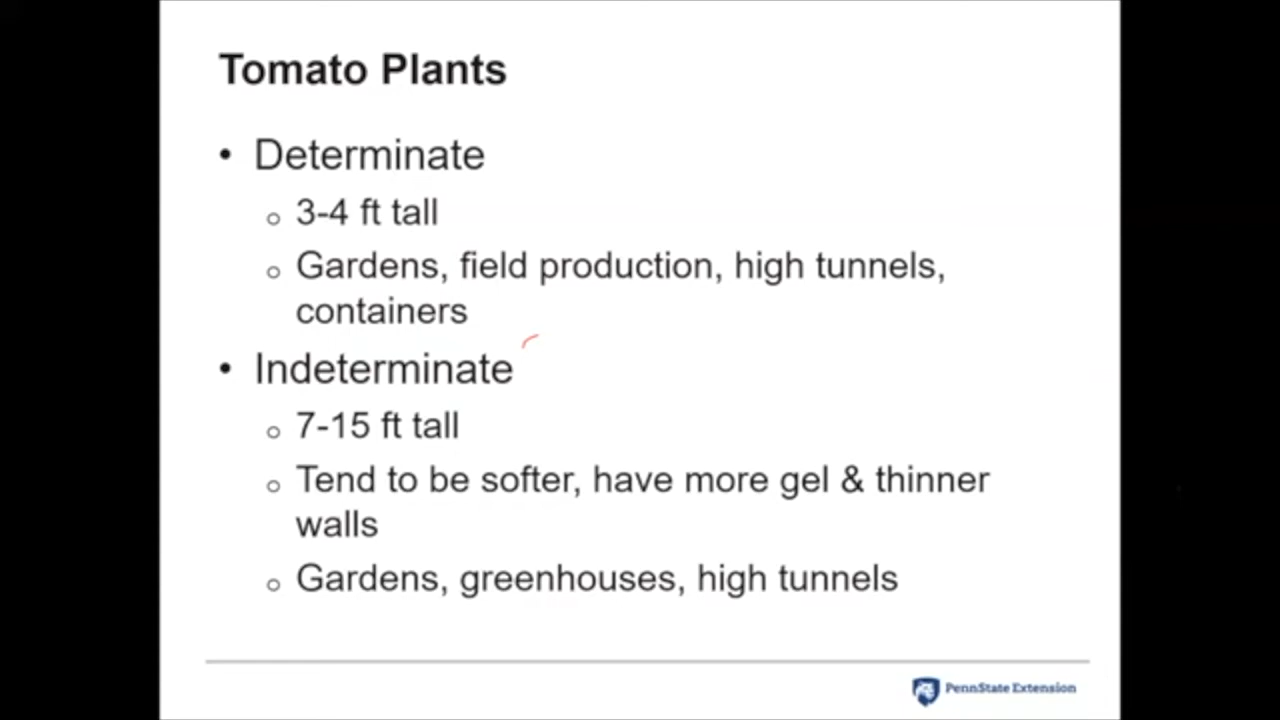 Tomato Plants
• Determinate
o 3-4 ft tall
o Gardens, field production, high tunnels,
containers
• Indeterminate
o 7-15 ft tall
o Tend to be softer, have more gel & thinner
walls
o Gardens, greenhouses, high tunnels
PennState Extension